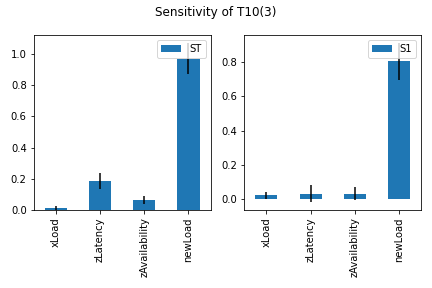 Sensitivity of T10(3)
ST
1.0
0.8
0.6
0.4
0.2
0.0
xLoad
zLatency
zAvailability
newLoad
S1
0.8
0.6
0.4
0.2
0.0
xLoad
zLatency
zAvailability
newLoad